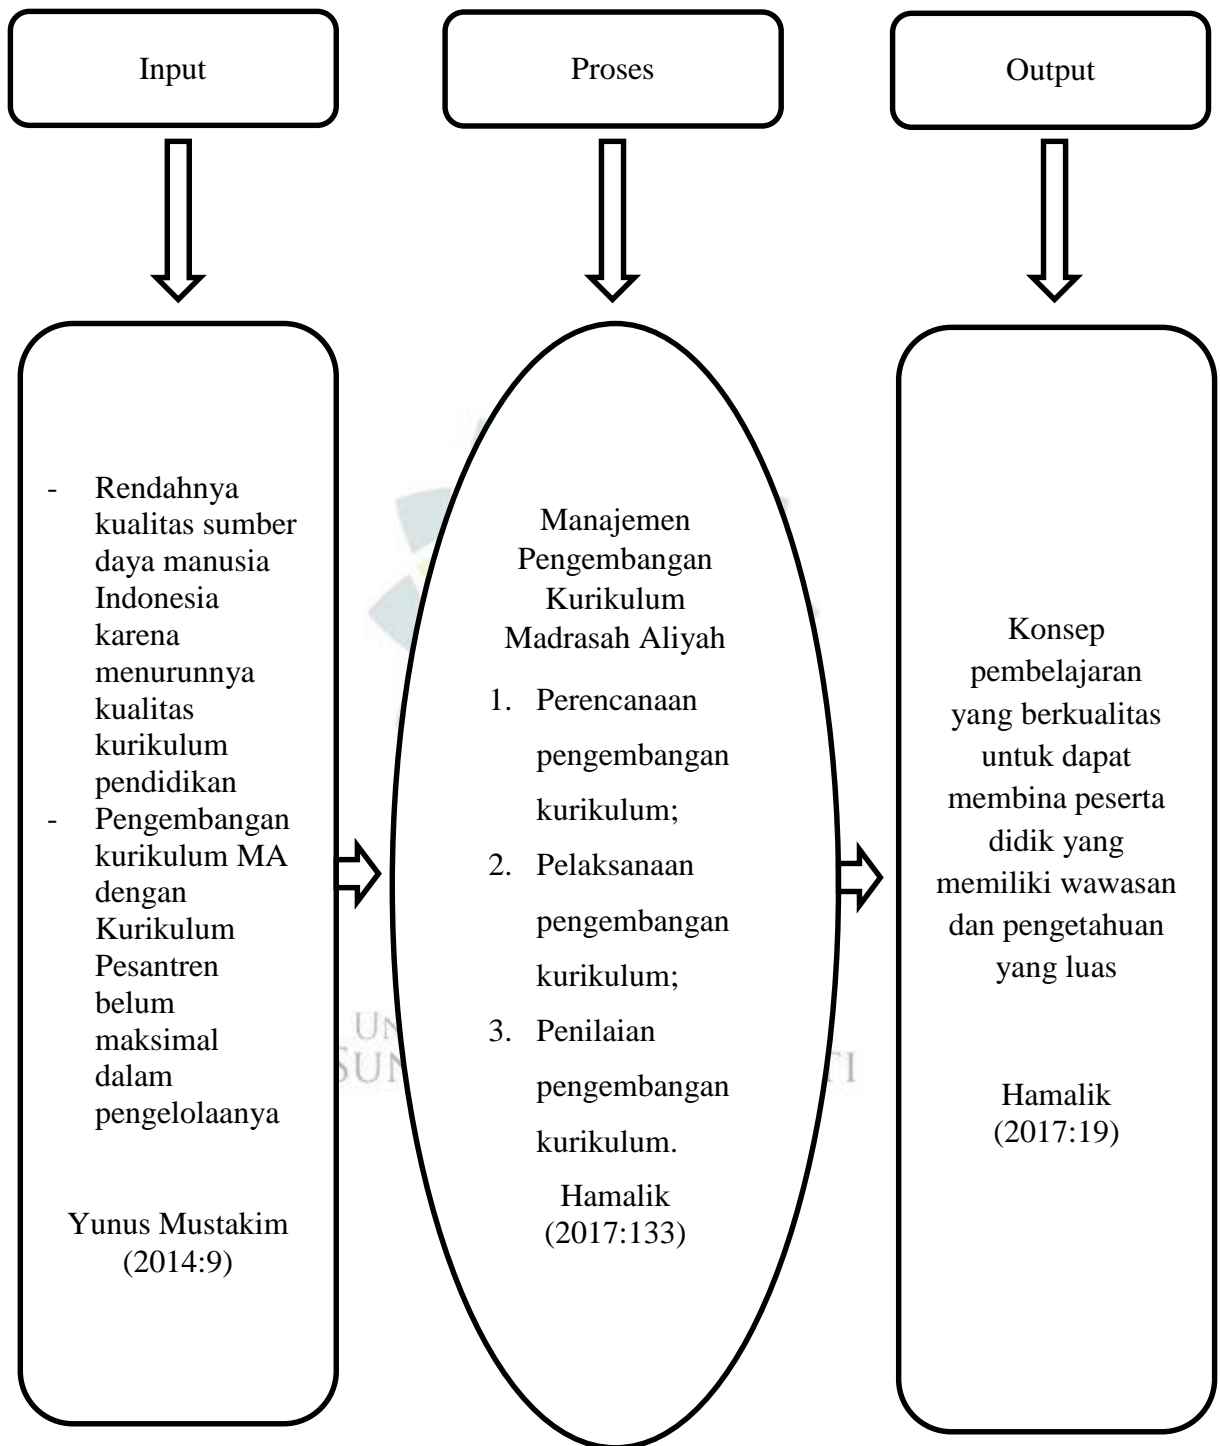 Input
Proses
Output
- Rendahnya
kualitas sumber
daya manusia
Indonesia
karena
menurunnya
kualitas
kurikulum
pendidikan
- Pengembangan
kurikulum MA
dengan
Kurikulum
Pesantren
belum
maksimal
dalam
pengelolaanya
Yunus Mustakim
(2014:9)
Manajemen
Pengembangan
Kurikulum
Madrasah Aliyah
1. Perencanaan
pengembangan
kurikulum;
2. Pelaksanaan
pengembangan
kurikulum;
3. Penilaian
pengembangan
kurikulum.
Hamalik
(2017:133)
Konsep
pembelajaran
yang berkualitas
untuk dapat
membina peserta
didik yang
memiliki wawasan
dan pengetahuan
yang luas
Hamalik
(2017:19)